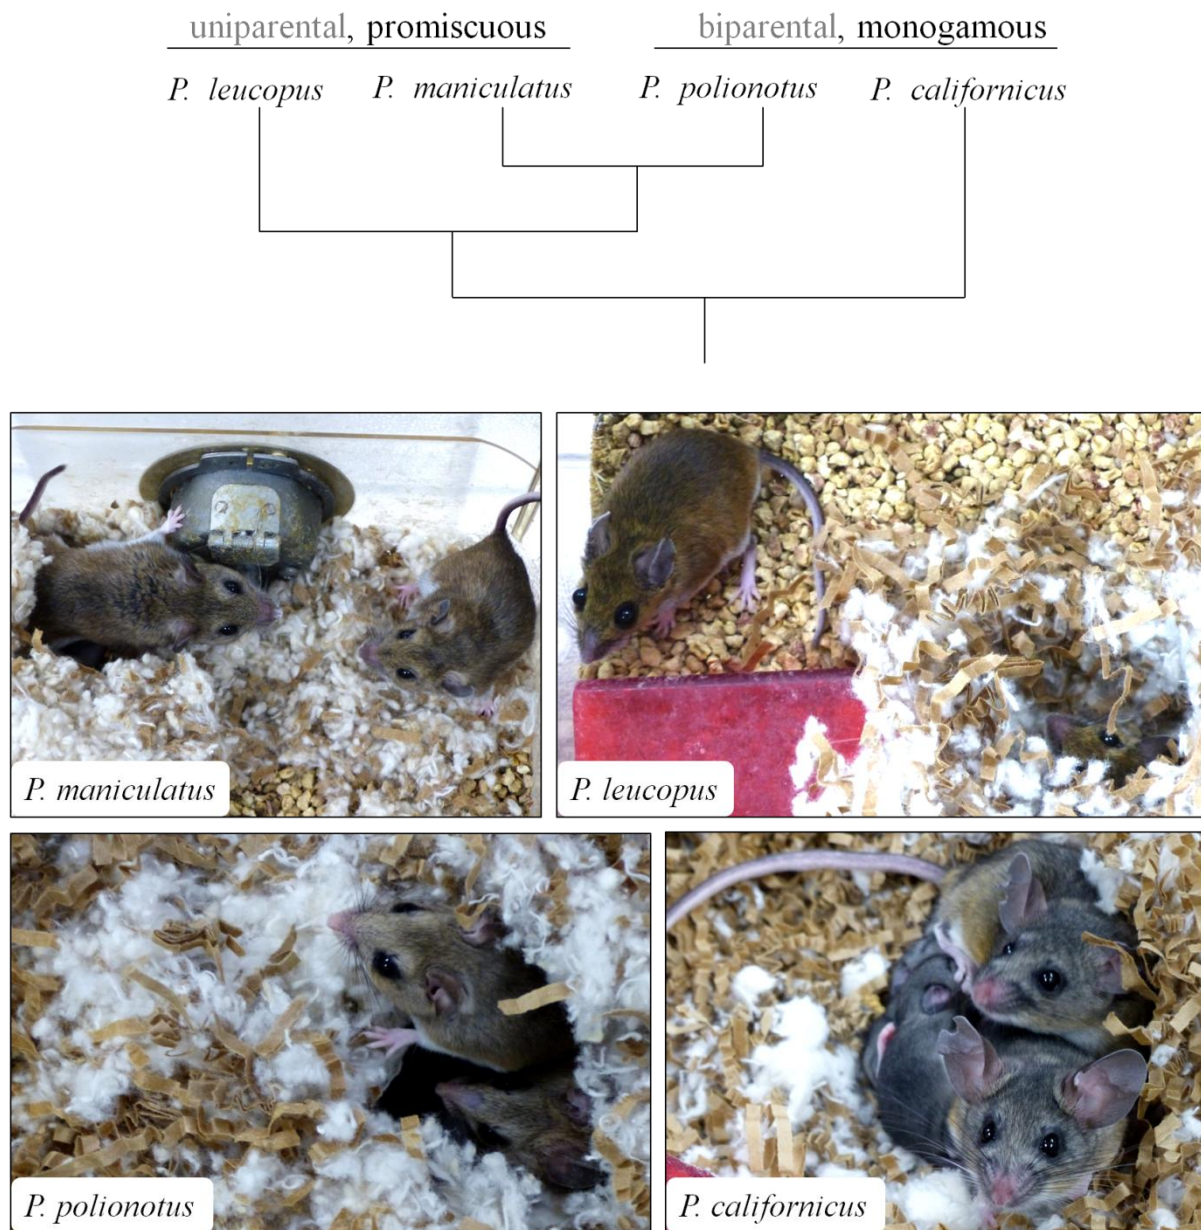 uniparental, promiscuous
biparental, monogamous
P. leucopus
P. maniculatus
P. polionotus
P. californicus
P. maniculatus
P. leucopus
P. polionotus
P. californicus